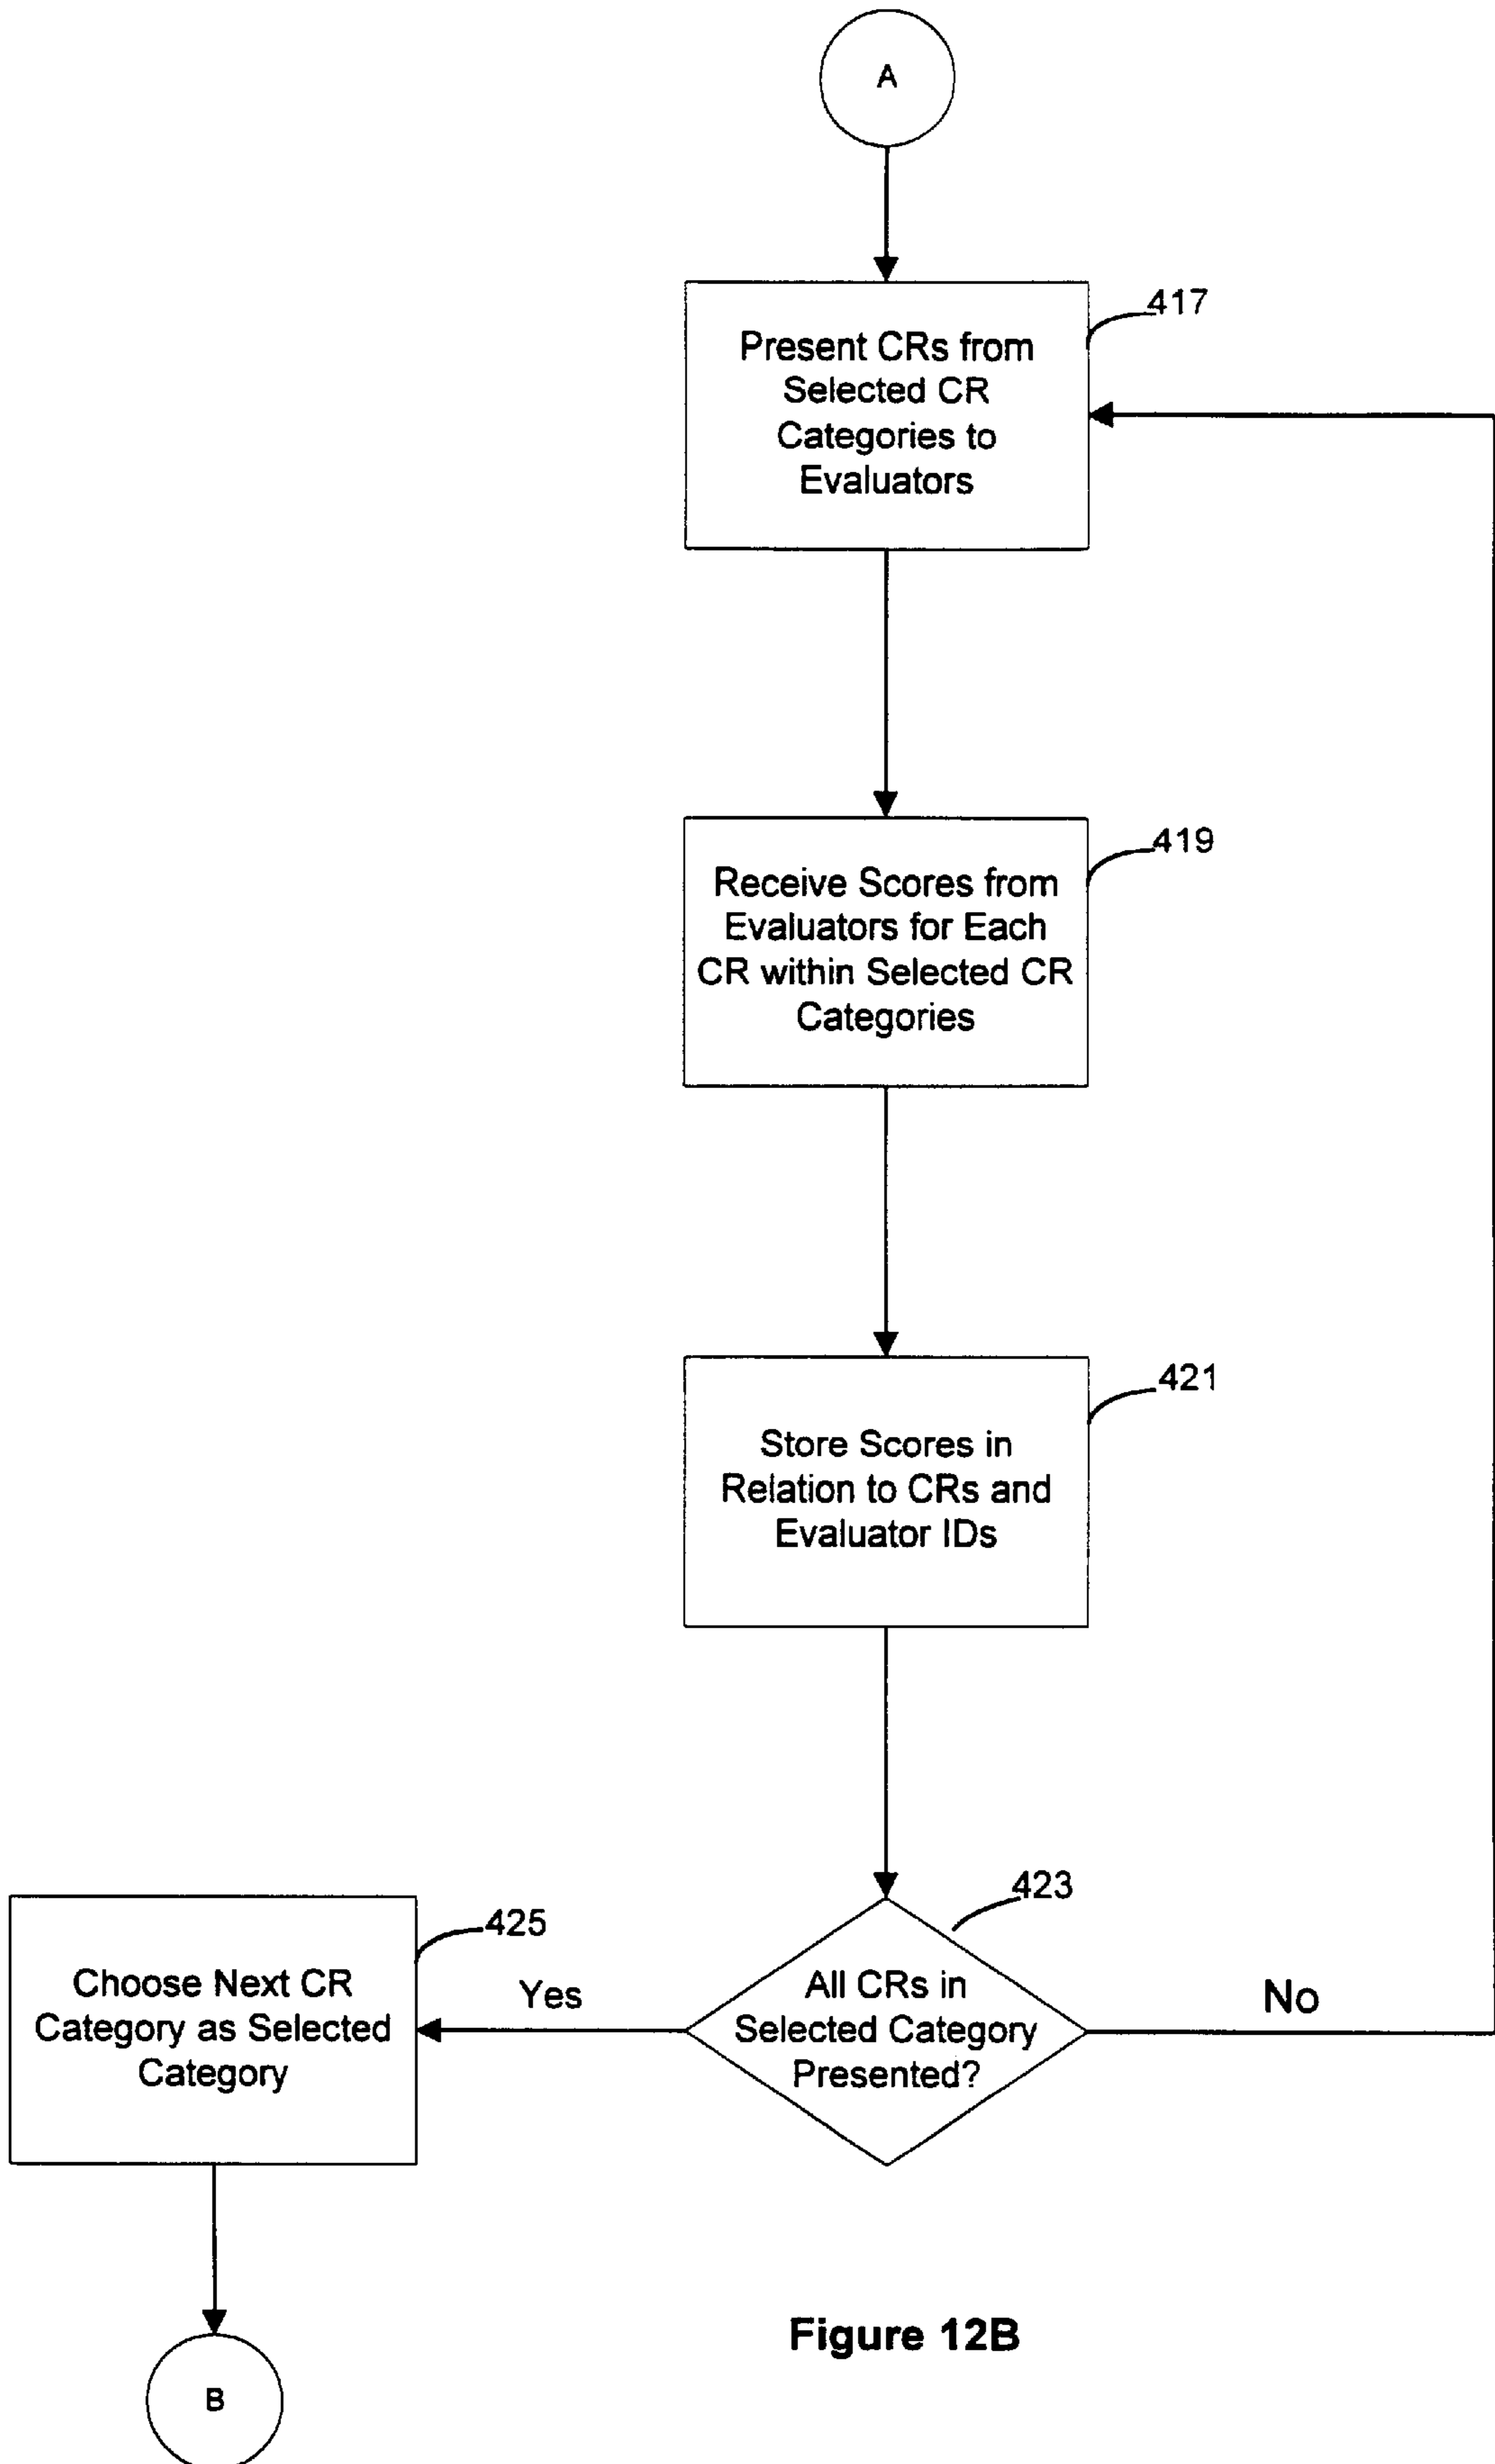 A
417
Present CRs from
Selected CR
Categories to
Evaluators
419
Receive Scores from
Evaluators for Each
CR within Selected CR
Categories
421
Store Scores in
Relation to CRs and
Evaluator IDs
423
All CRs in
Selected Category
Presented?
No
Yes
425
Choose Next CR
Category as Selected
Category
B
Figure 12B